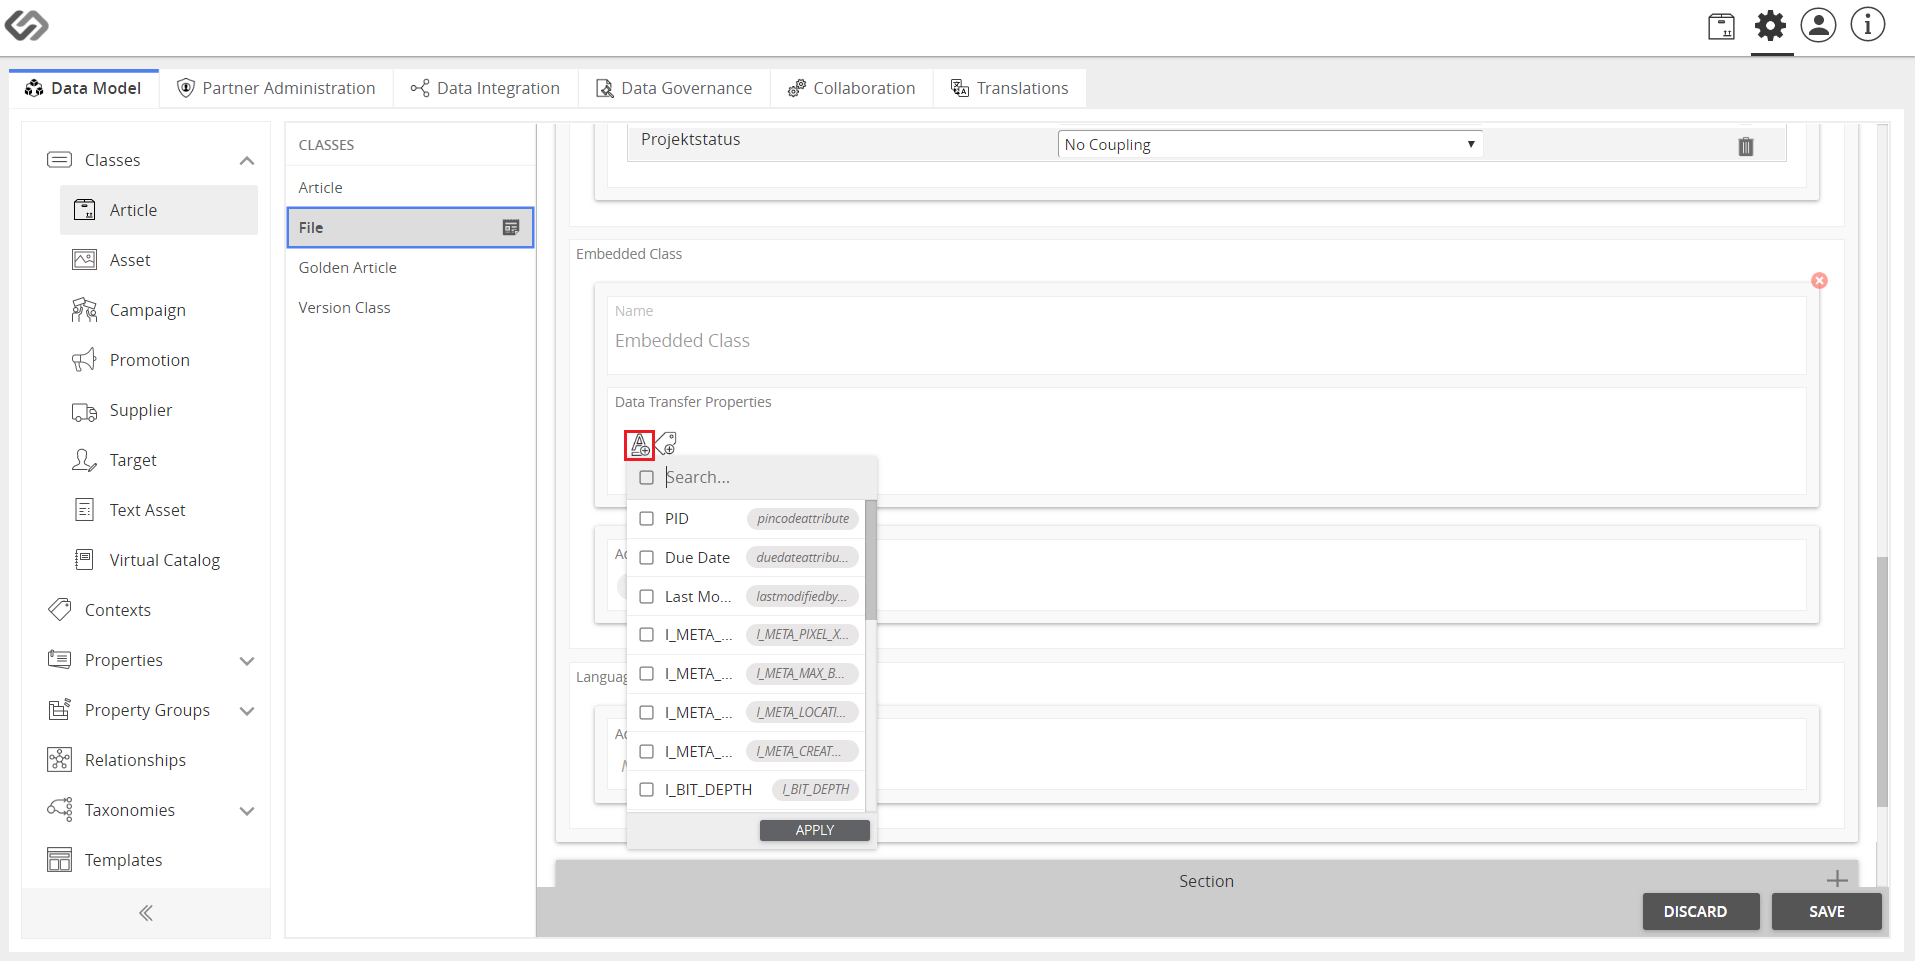 Data Model
Partner Administration
Data Integration
Data Governance
Collaboration
Translations
Classes
Article
Asset
Campaign
Promotion
Supplier
Target
Text Asset
Virtual Catalog
Contexts
Properties
Property Groups
Relationships
Taxonomies
Templates
CLASSES
Article
File
Golden Article
Version Class
Projektstatus
No Coupling
Embedded Class
Name
Embedded Class
Data Transfer Properties
Search...
PID pincodeattribute
Due Date duedateattribu...
Last Mo... lastmodifiedby...
I_META_... I_META_PIXEL_X...
I_META_... I_META_MAX_B...
I_META_... I_META_LOCATI...
I_META_... I_META_CREAT...
I_BIT_DEPTH I_BIT_DEPTH
APPLY
Section
DISCARD
SAVE